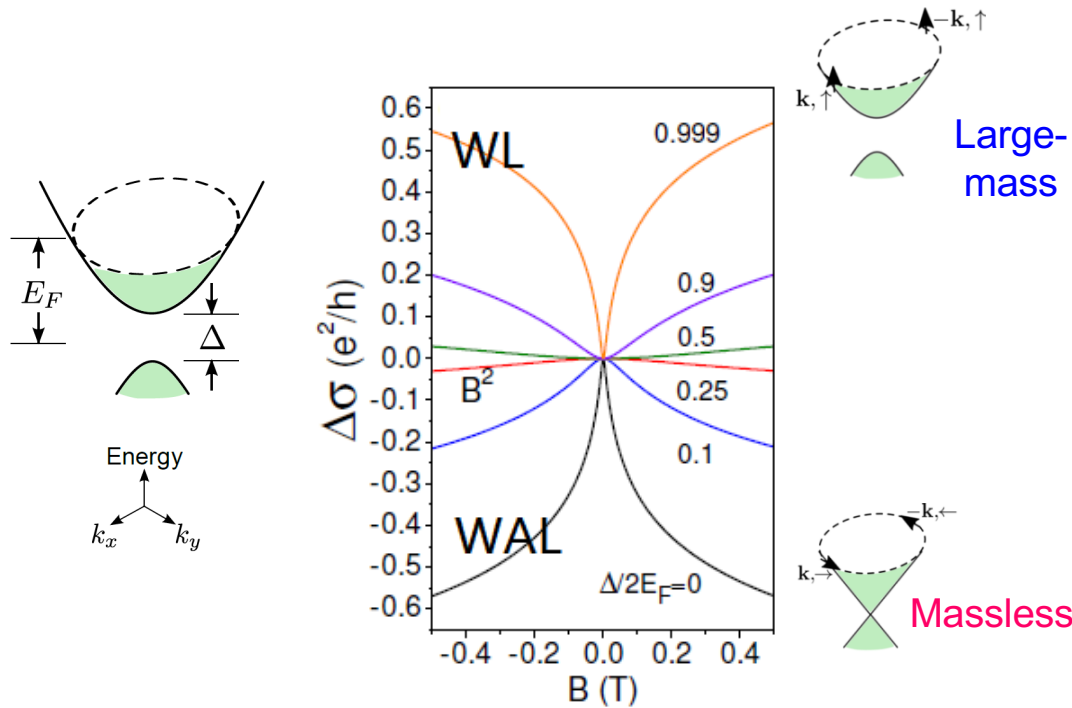 E_F
Δ
Energy
k_x
k_y
WL
WAL
Δσ (e²/h)
0.6
0.5
0.4
0.3
0.2
0.1
0.0
-0.1
-0.2
-0.3
-0.4
-0.5
-0.6
0.999
0.9
0.5
B²
0.25
0.1
Δ/2E_F=0
-0.4 -0.2 0.0 0.2 0.4
B (T)
−k,↑
k,↑
Large-
mass
−k,←
k,→
Massless